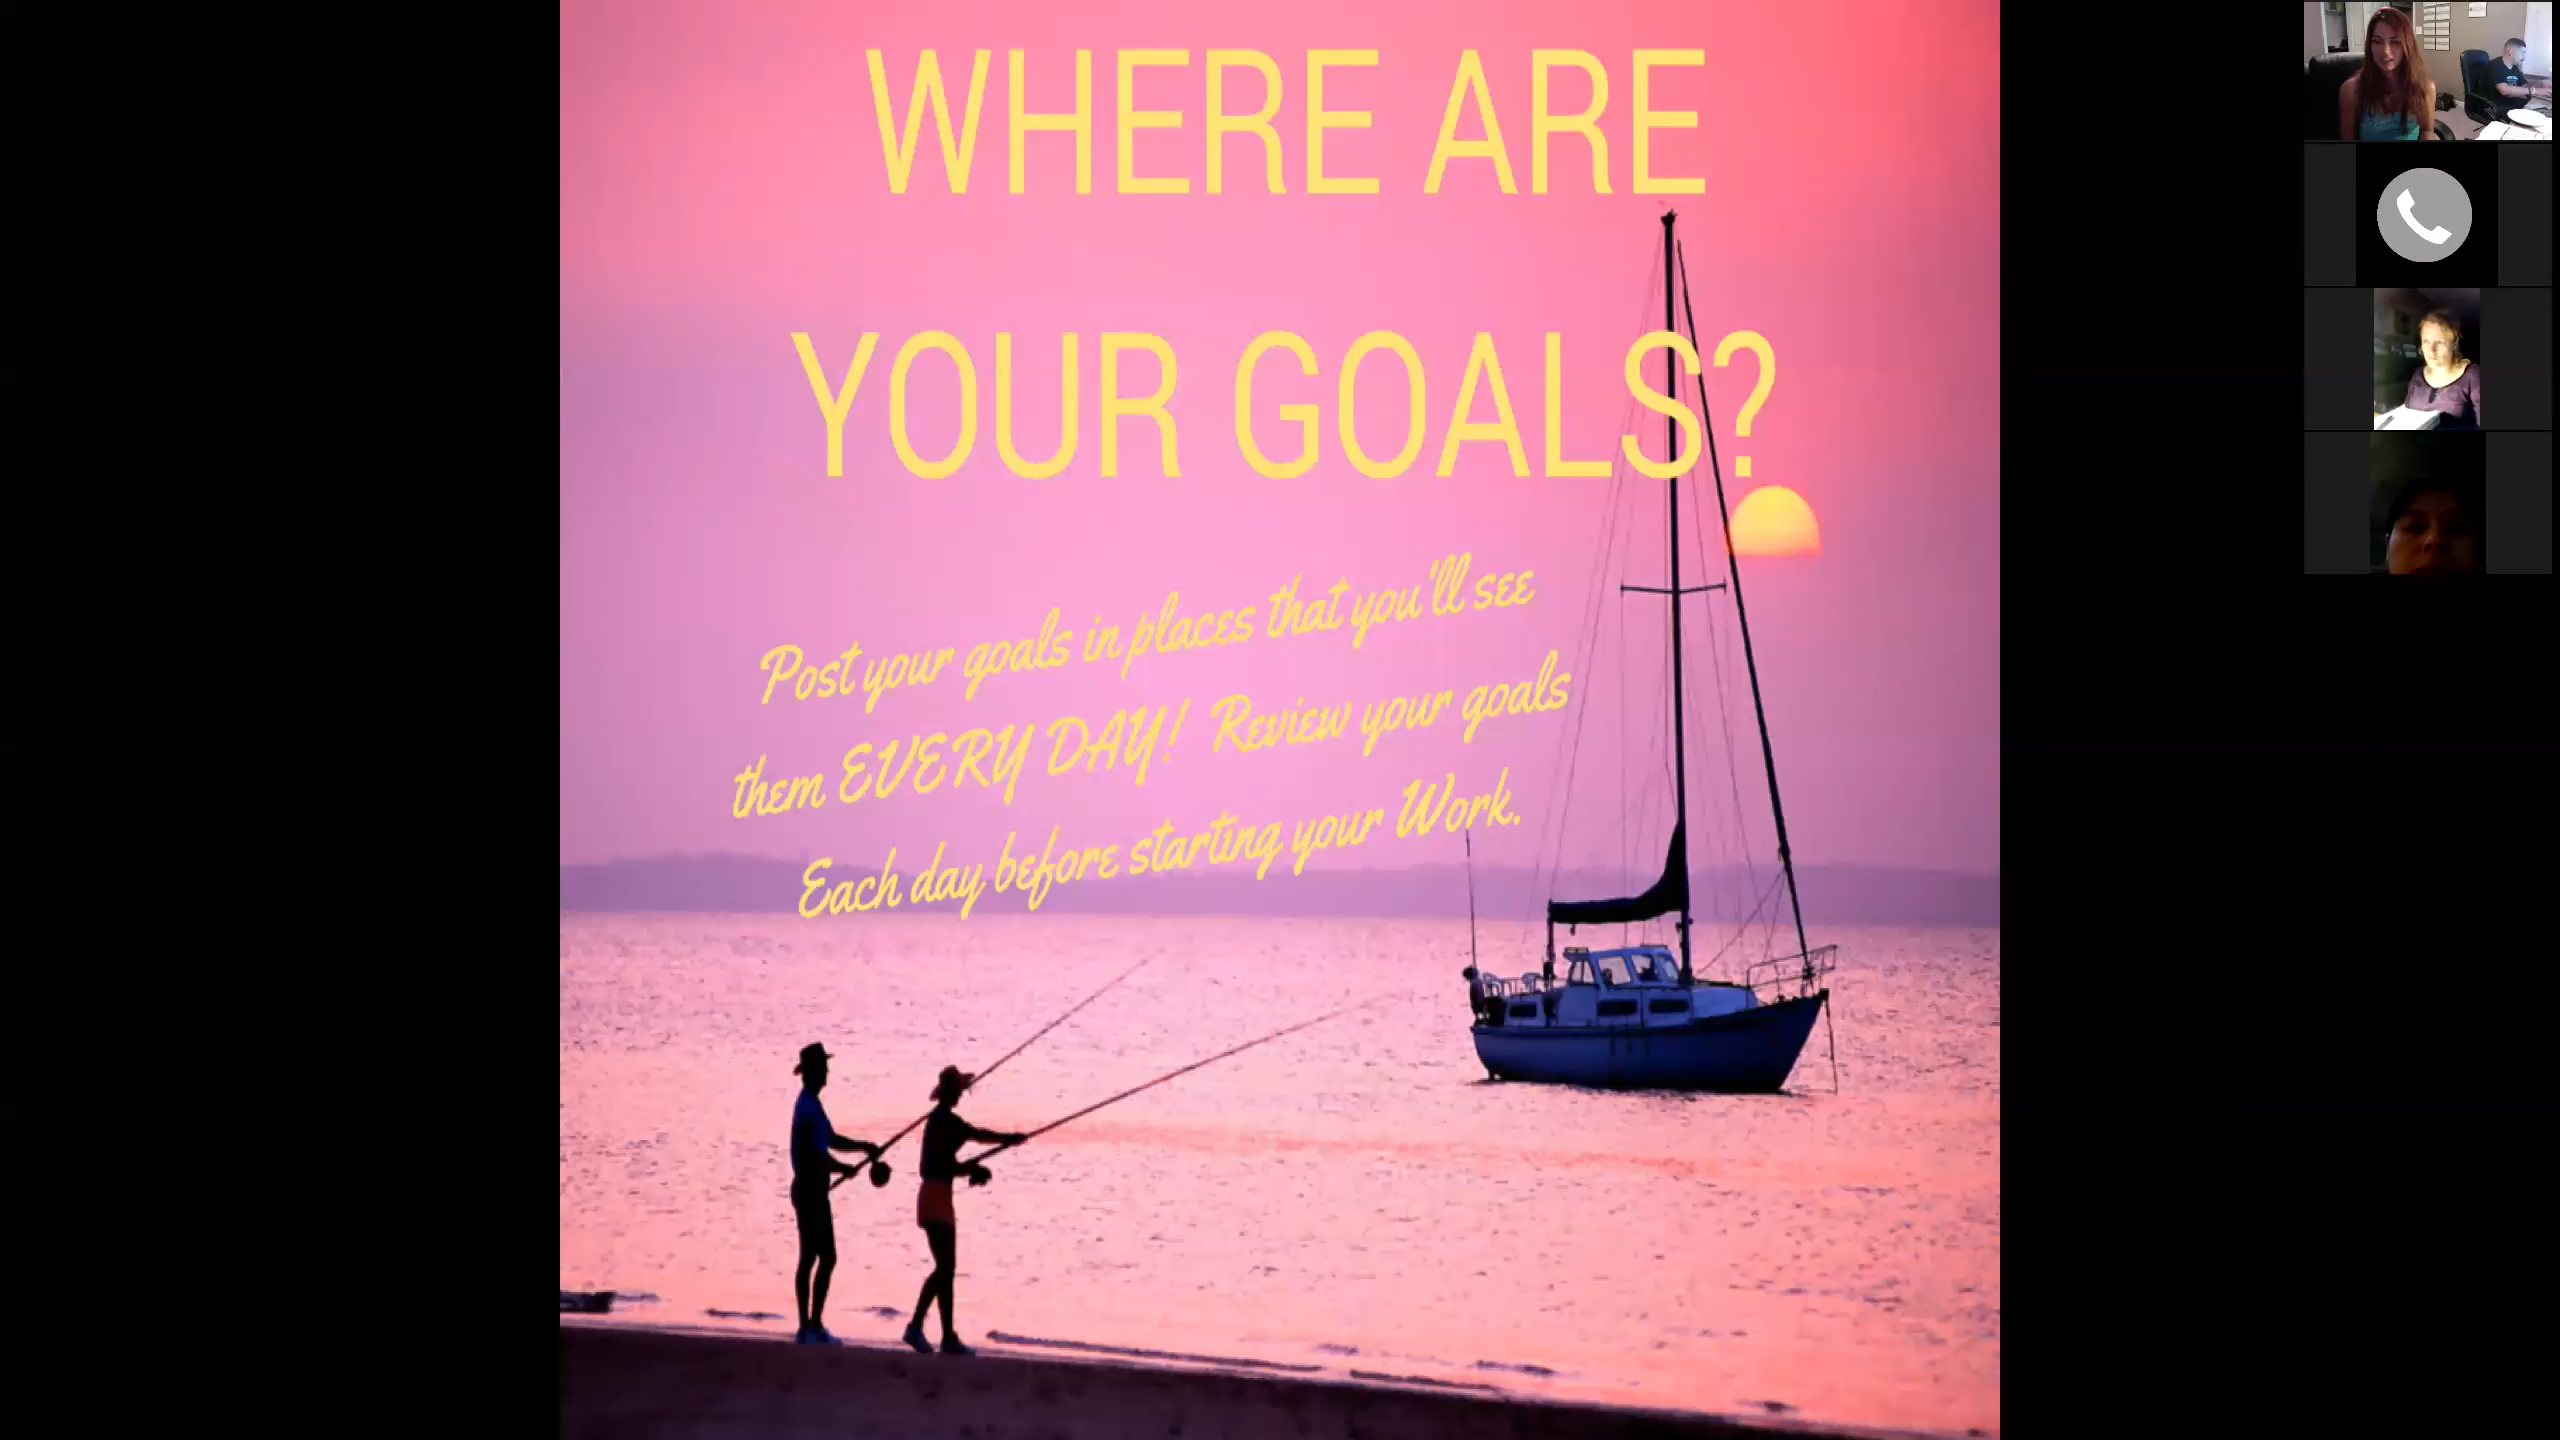 WHERE ARE
YOUR GOALS?
Post your goals in places that you'll see
them EVERY DAY! Review your goals
Each day before starting your Work.